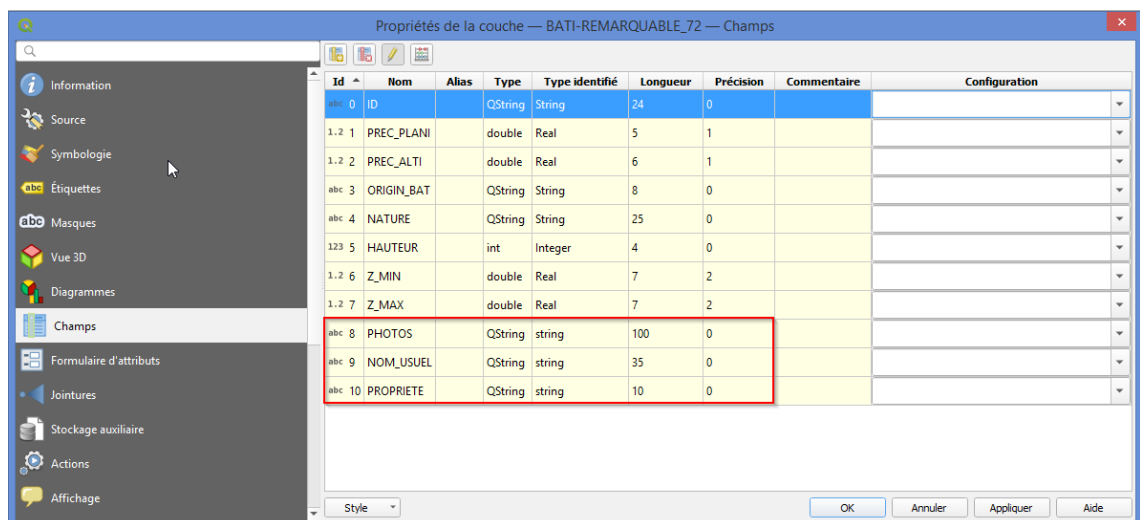 Propriétés de la couche — BATI-REMARQUABLE_72 — Champs
Information
Source
Symbologie
abc Étiquettes
abc Masques
Vue 3D
Diagrammes
Champs
Formulaire d'attributs
Jointures
Stockage auxiliaire
Actions
Affichage
Id Nom Alias Type Type identifié Longueur Précision Commentaire Configuration
abc 0 ID QString String 24 0
1.2 1 PREC_PLANI double Real 5 1
1.2 2 PREC_ALTI double Real 6 1
abc 3 ORIGIN_BAT QString String 8 0
abc 4 NATURE QString String 25 0
123 5 HAUTEUR int Integer 4 0
1.2 6 Z_MIN double Real 7 2
1.2 7 Z_MAX double Real 7 2
abc 8 PHOTOS QString string 100 0
abc 9 NOM_USUEL QString string 35 0
abc 10 PROPRIETE QString string 10 0
Style OK Annuler Appliquer Aide